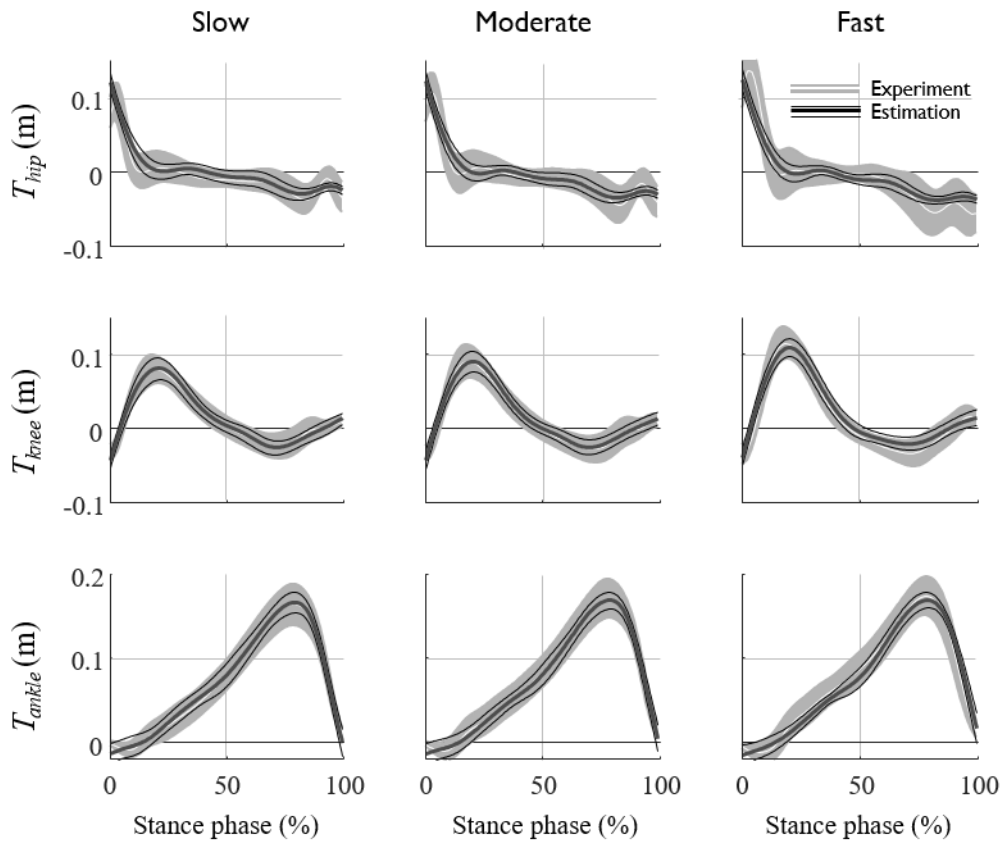 Slow Moderate Fast
T_hip (m)
0.1
0
-0.1
Experiment
Estimation
T_knee (m)
0.1
0
-0.1
T_ankle (m)
0.2
0.1
0
0 50 100 0 50 100 0 50 100
Stance phase (%) Stance phase (%) Stance phase (%)